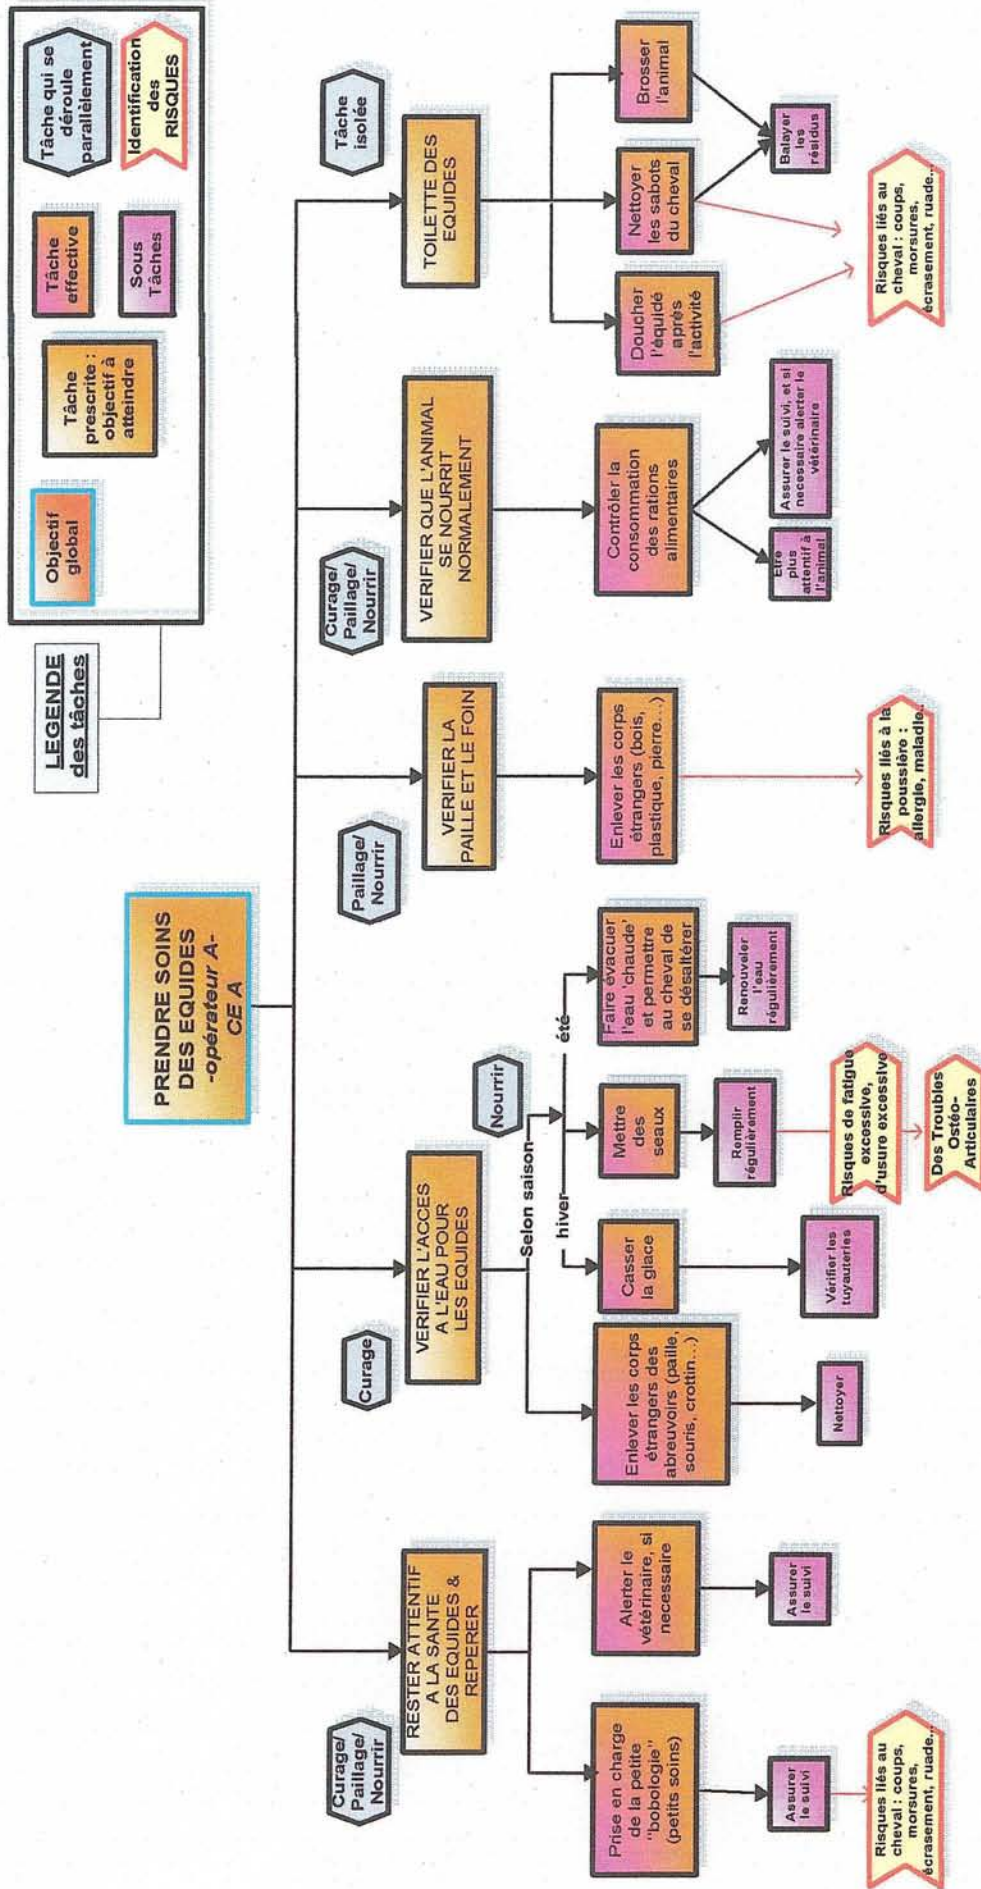 LEGENDE
des tâches
Objectif
global
Tâche
prescrite :
objectif à
atteindre
Tâche
effective
Sous
Tâches
Tâche qui se
déroule
parallèlement
Identification
des
RISQUES
PRENDRE SOINS
DES EQUIDES
-opérateur A-
CE A
Curage/
Paillage/
Nourrir
RESTER ATTENTIF
A LA SANTE
DES EQUIDES &
REPERER
Prise en charge
de la petite
"bobologie"
(petits soins)
Assurer
le suivi
Risques liés au
cheval : coups,
morsures,
écrasement, ruade...
Alerter le
vétérinaire, si
necessaire
Assurer
le suivi
Curage
VERIFIER L'ACCES
A L'EAU POUR
LES EQUIDES
Selon saison
Nourrir
hiver
été
Enlever les corps
étrangers des
abreuvoirs (paille,
souris, crottin...)
Nettoyer
Casser
la glace
Vérifier les
tuyauteries
Mettre
des
seaux
Remplir
régulièrement
Risques de fatigue
excessive,
d'usure excessive
Des Troubles
Ostéo-
Articulaires
Faire évacuer
l'eau 'chaude'
et permettre
au cheval de
se désaltérer
Renouveler
l'eau
régulièrement
Paillage/
Nourrir
VERIFIER LA
PAILLE ET LE FOIN
Enlever les corps
étrangers (bois,
plastique, pierre...)
Risques liés à la
poussière :
allergie, maladie..
Curage/
Paillage/
Nourrir
VERIFIER QUE L'ANIMAL
SE NOURRIT
NORMALEMENT
Contrôler la
consommation
des rations
alimentaires
Etre
plus
attentif à
l'animal
Assurer le suivi, et si
necessaire alerter le
vétérinaire
Tâche
isolée
TOILETTE DES
EQUIDES
Doucher
l'équidé
après
l'activité
Nettoyer
les sabots
du cheval
Brosser
l'animal
Balayer
les
résidus
Risques liés au
cheval : coups,
morsures,
écrasement, ruade...